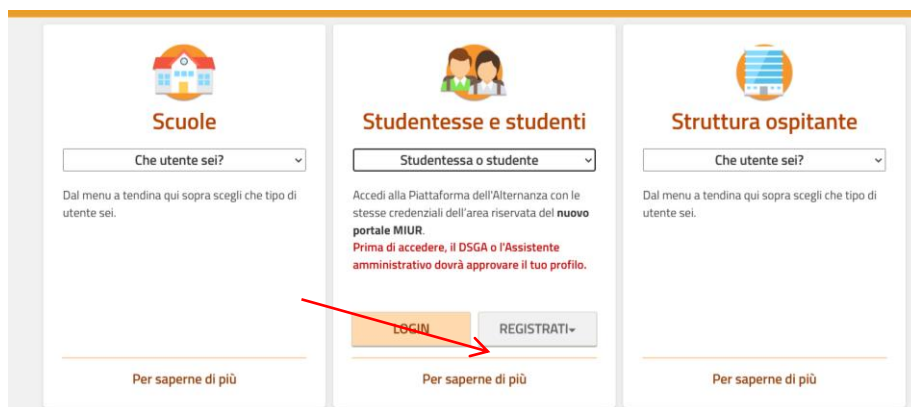 Scuole
Che utente sei?
Dal menu a tendina qui sopra scegli che tipo di
utente sei.
Per saperne di più
Studentesse e studenti
Studentessa o studente
Accedi alla Piattaforma dell'Alternanza con le
stesse credenziali dell'area riservata del nuovo
portale MIUR.
Prima di accedere, il DSGA o l'Assistente
amministrativo dovrà approvare il tuo profilo.
LOGIN
REGISTRATI
Per saperne di più
Struttura ospitante
Che utente sei?
Dal menu a tendina qui sopra scegli che tipo di
utente sei.
Per saperne di più